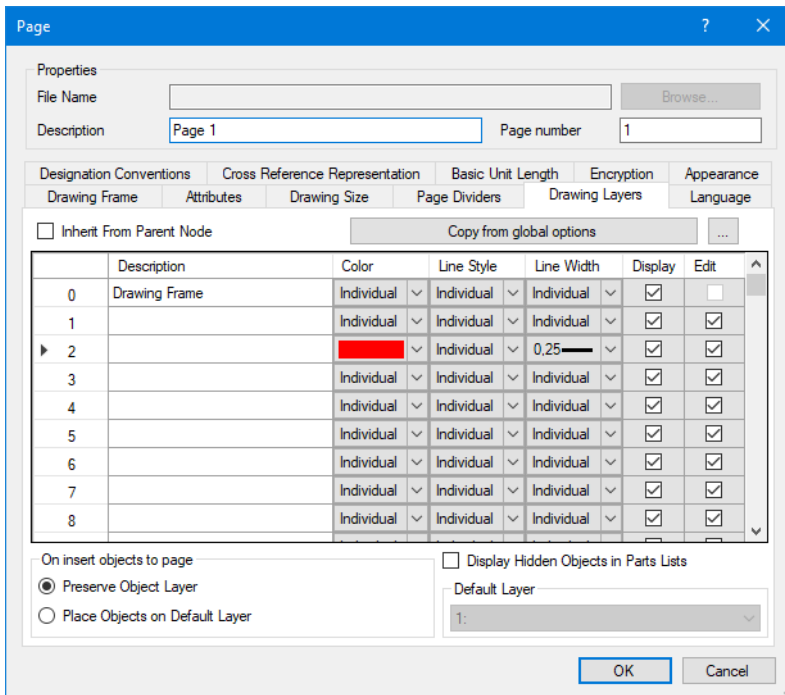 Page ?
Properties
File Name Browse...
Description Page 1 Page number 1
Designation Conventions Cross Reference Representation Basic Unit Length Encryption Appearance
Drawing Frame Attributes Drawing Size Page Dividers Drawing Layers Language
Inherit From Parent Node Copy from global options ...
Description Color Line Style Line Width Display Edit
0 Drawing Frame Individual Individual Individual
1 Individual Individual Individual
2 Individual 0,25
3 Individual Individual Individual
4 Individual Individual Individual
5 Individual Individual Individual
6 Individual Individual Individual
7 Individual Individual Individual
8 Individual Individual Individual
On insert objects to page Display Hidden Objects in Parts Lists
Preserve Object Layer Default Layer
Place Objects on Default Layer 1:
OK Cancel